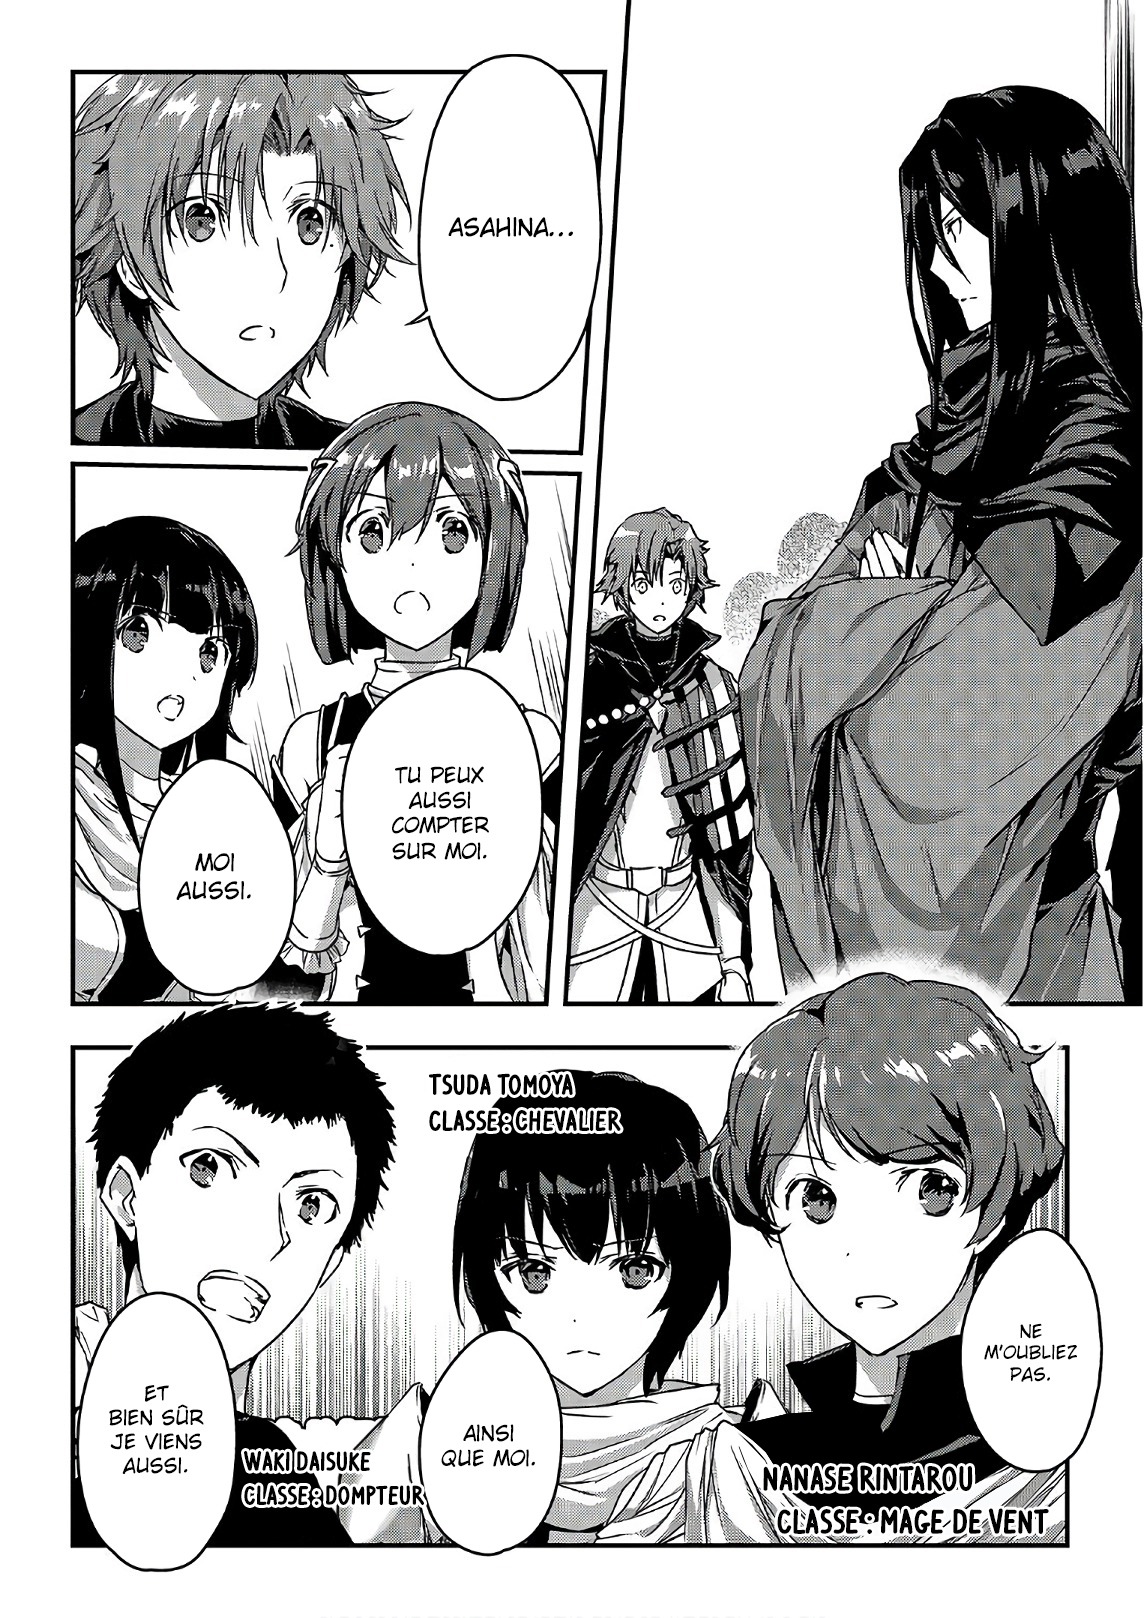 ASAHINA...
TU PEUX
AUSSI
COMPTER
SUR MOI.
MOI
AUSSI.
NE
M'OUBLIEZ
PAS.
NANASE RINTAROU
CLASSE : MAGE DE VENT
TSUDA TOMOYA
CLASSE : CHEVALIER
AINSI
QUE MOI.
ET
BIEN SÛR
JE VIENS
AUSSI.
WAKI DAISUKE
CLASSE : DOMPTEUR